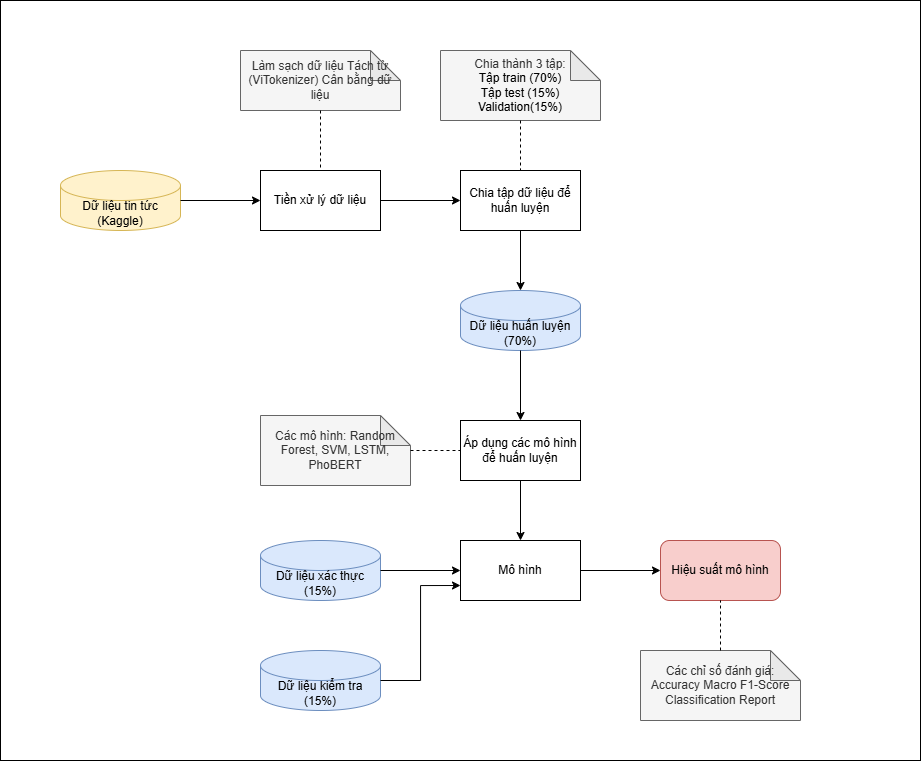 Làm sạch dữ liệu Tách từ
(ViTokenizer) Cần bằng dữ
liệu
Chia thành 3 tập:
Tập train (70%)
Tập test (15%)
Validation(15%)
Dữ liệu tin tức
(Kaggle)
Tiền xử lý dữ liệu
Chia tập dữ liệu để
huấn luyện
Dữ liệu huấn luyện
(70%)
Các mô hình: Random
Forest, SVM, LSTM,
PhoBERT
Áp dụng các mô hình
để huấn luyện
Dữ liệu xác thực
(15%)
Mô hình
Hiệu suất mô hình
Dữ liệu kiểm tra
(15%)
Các chỉ số đánh giá:
Accuracy Macro F1-Score
Classification Report